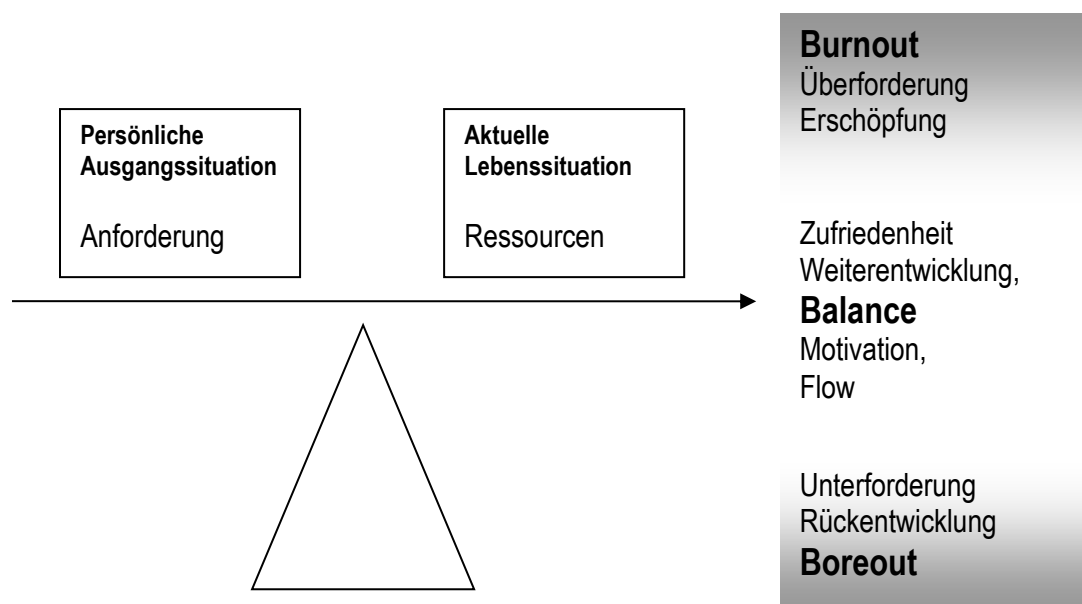 Persönliche
Ausgangssituation
Anforderung
Aktuelle
Lebenssituation
Ressourcen
Burnout
Überforderung
Erschöpfung
Zufriedenheit
Weiterentwicklung,
Balance
Motivation,
Flow
Unterforderung
Rückentwicklung
Boreout